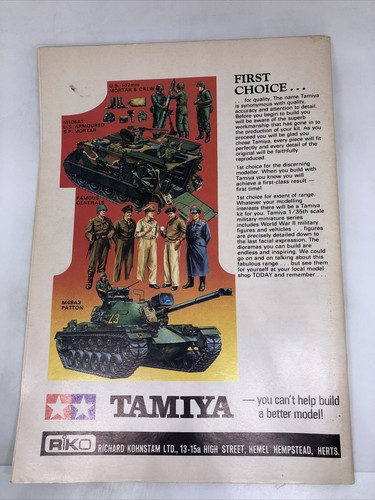 U.S. 107mm
MORTAR & CREW
M106A1
U.S. ARMOURED
S.P. MORTAR
FAMOUS
GENERALS
M48A3
PATTON
23
FIRST
CHOICE . . .
. . . for quality. The name Tamiya
is synonymous with quality,
accuracy and attention to detail.
Before you begin to build you
will be aware of the superb
workmanship that has gone in to
the production of your kit. As you
proceed you will be glad you
chose Tamiya, every piece will fit
perfectly and every detail of the
original will be faithfully
reproduced.
1st choice for the discerning
modeller. When you build with
Tamiya you know you will
achieve a first-class result —
first time!
1st choice for extent of range.
Whatever your modelling
interests there will be a Tamiya
kit for you. Tamiya 1/35th scale
military miniature series
includes World War II military
figures and vehicles . . . figures
are precisely detailed down to
the last facial expression. The
dioramas you can build are
endless and inspiring. We could
go on and on talking about this
fabulous range . . . but see them
for yourself at your local model
shop TODAY and remember . . .
TAMIYA
— you can't help build
a better model!
RIKO
RICHARD KOHNSTAM LTD., 13-15a HIGH STREET, HEMEL HEMPSTEAD, HERTS.